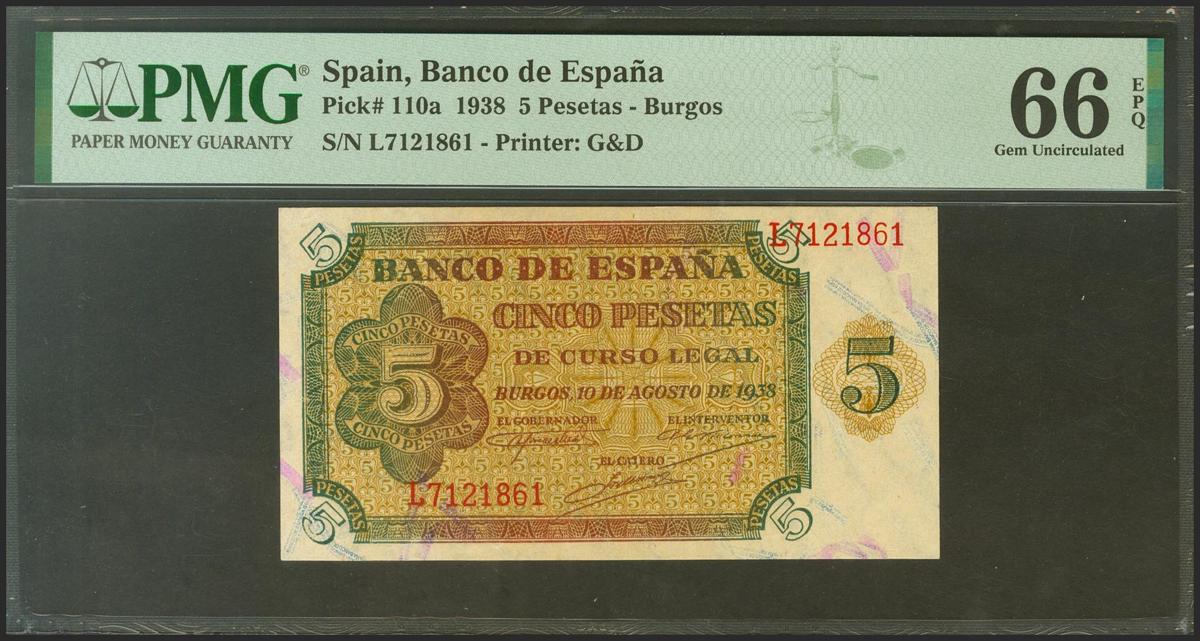 PMG®
PAPER MONEY GUARANTY
Spain, Banco de España
Pick# 110a 1938 5 Pesetas - Burgos
S/N L7121861 - Printer: G&D
66
EPQ
Gem Uncirculated
5
PESETAS
5
PESETAS
L7121861
BANCO DE ESPAÑA
CINCO PESETAS
DE CURSO LEGAL
BURGOS, 10 DE AGOSTO DE 1938
EL GOBERNADOR
EL INTERVENTOR
EL CAJERO
CINCO PESETAS
5
CINCO PESETAS
5
L7121861
PESETAS
5
PESETAS
5